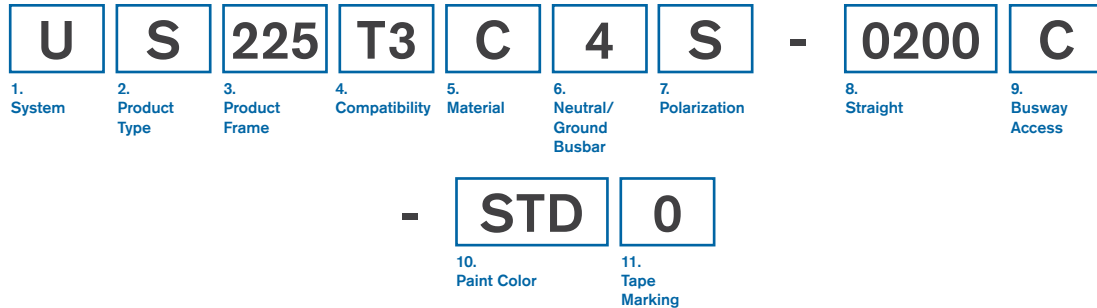 U S 225 T3 C 4 S - 0200 C
1. System
2. Product Type
3. Product Frame
4. Compatibility
5. Material
6. Neutral/ Ground Busbar
7. Polarization
8. Straight
9. Busway Access
- STD 0
10. Paint Color
11. Tape Marking